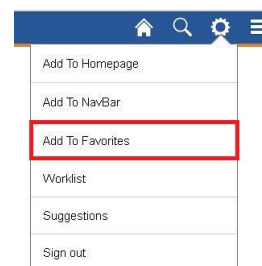 Add To Homepage
Add To NavBar
Add To Favorites
Worklist
Suggestions
Sign out